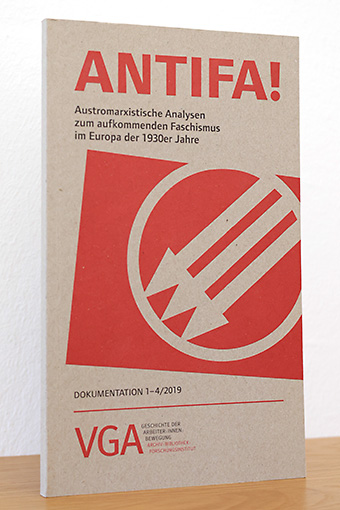 ANTIFA!
Austromarxistische Analysen
zum aufkommenden Faschismus
im Europa der 1930er Jahre
DOKUMENTATION 1–4/2019
VGA
GESCHICHTE DER
ARBEITER:INNEN
BEWEGUNG
ARCHIV BIBLIOTHEK
FORSCHUNGSINSTITUT